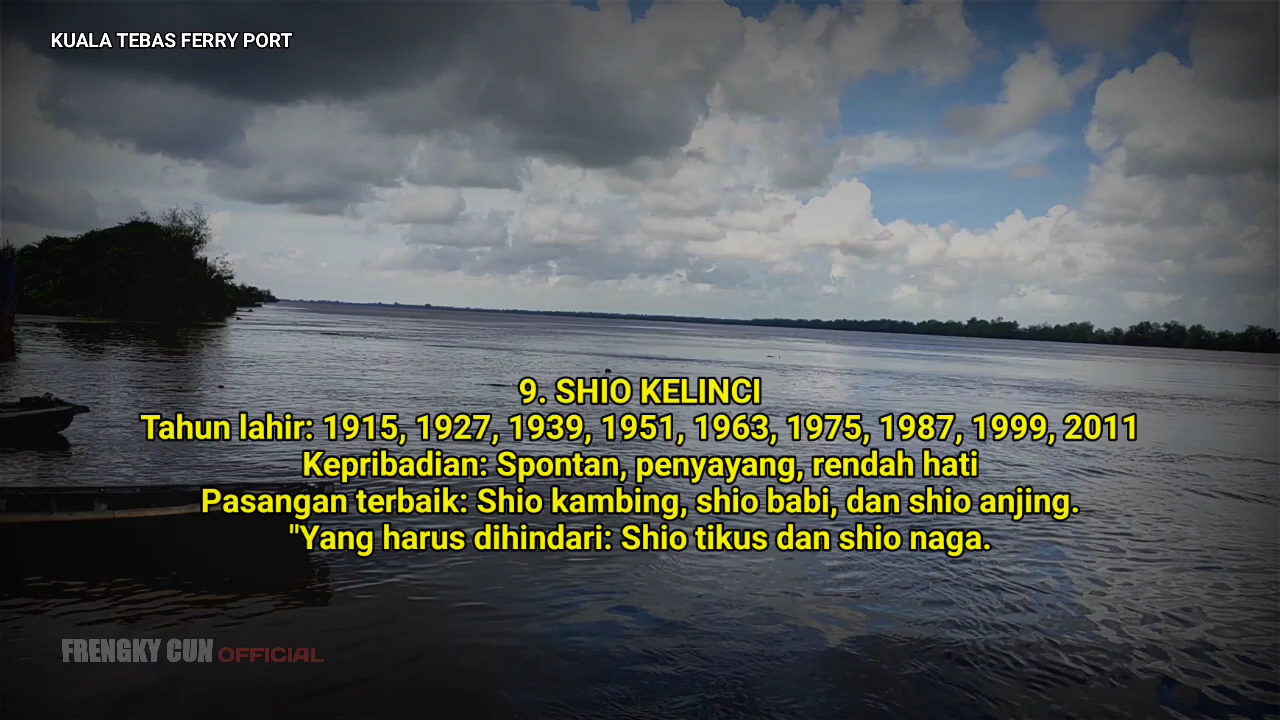 KUALA TEBAS FERRY PORT
9. SHIO KELINCI
Tahun lahir: 1915, 1927, 1939, 1951, 1963, 1975, 1987, 1999, 2011
Kepribadian: Spontan, penyayang, rendah hati
Pasangan terbaik: Shio kambing, shio babi, dan shio anjing.
"Yang harus dihindari: Shio tikus dan shio naga.
FRENGKY CUN OFFICIAL